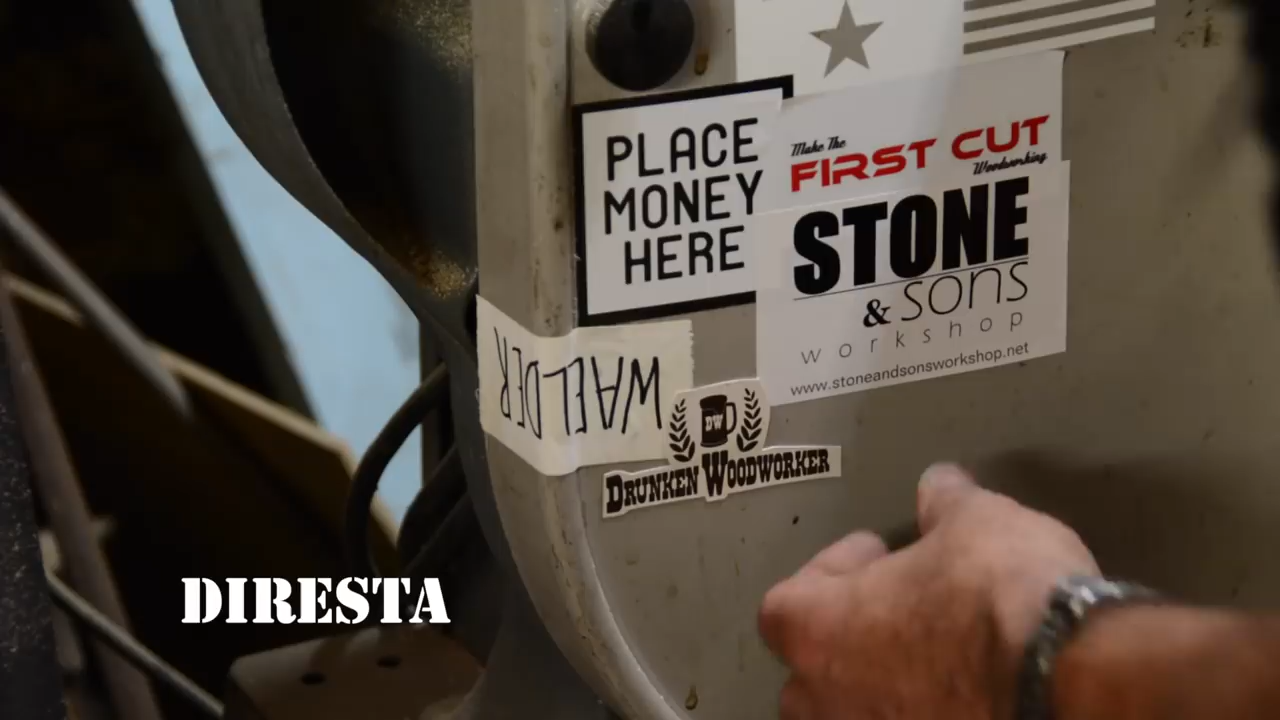 PLACE
MONEY
HERE
Make The
FIRST CUT
Woodworking
STONE
& SONS
workshop
www.stoneandsonsworkshop.net
WAELDER
DW
DRUNKEN WOODWORKER
DIRESTA